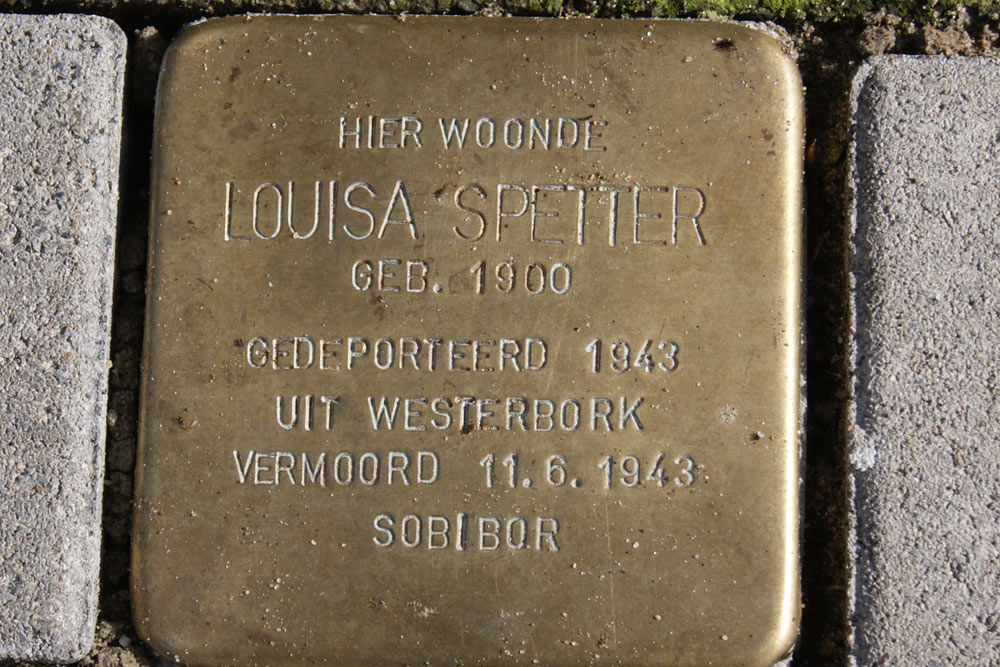 HIER WOONDE
LOUISA SPETTER
GEB. 1900
GEDEPORTEERD 1943
UIT WESTERBORK
VERMOORD 11.6.1943
SOBIBOR